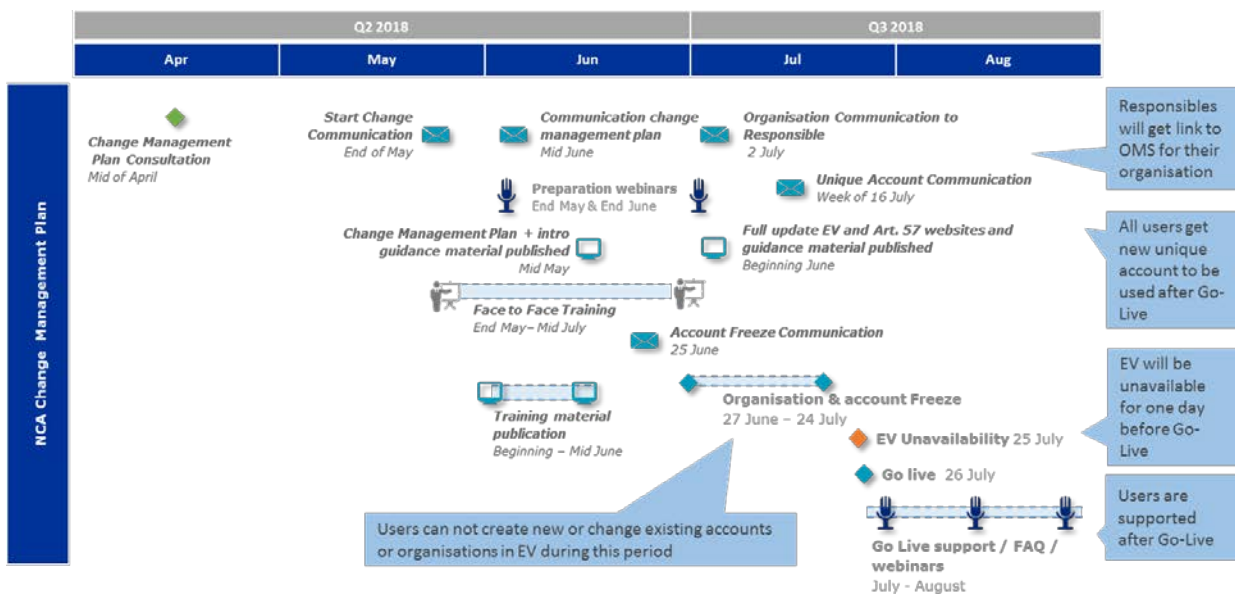 Q2 2018
Q3 2018
Apr
May
Jun
Jul
Aug
NCA Change Management Plan
Change Management
Plan Consultation
Mid of April
Start Change
Communication
End of May
Communication change
management plan
Mid June
Organisation Communication to
Responsible
2 July
Unique Account Communication
Week of 16 July
Preparation webinars
End May & End June
Change Management Plan + intro
guidance material published
Mid May
Full update EV and Art. 57 websites and
guidance material published
Beginning June
Face to Face Training
End May– Mid July
Account Freeze Communication
25 June
Training material
publication
Beginning – Mid June
Organisation & account Freeze
27 June – 24 July
EV Unavailability 25 July
Go live 26 July
Go Live support / FAQ /
webinars
July - August
Users can not create new or change existing accounts
or organisations in EV during this period
Responsibles
will get link to
OMS for their
organisation
All users get
new unique
account to be
used after Go-
Live
EV will be
unavailable
for one day
before Go-
Live
Users are
supported
after Go-Live